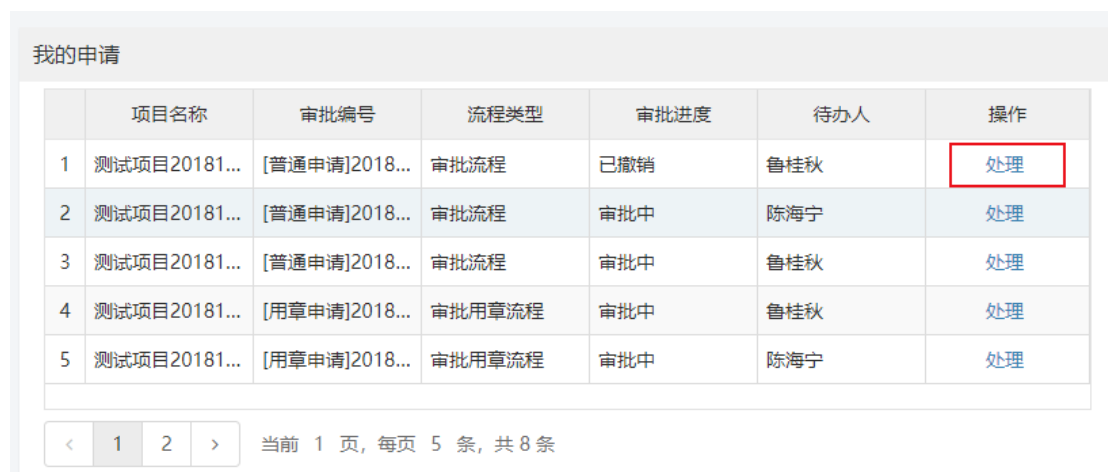 我的申请
项目名称 审批编号 流程类型 审批进度 待办人 操作
1 测试项目20181... [普通申请]2018... 审批流程 已撤销 鲁桂秋 处理
2 测试项目20181... [普通申请]2018... 审批流程 审批中 陈海宁 处理
3 测试项目20181... [普通申请]2018... 审批流程 审批中 鲁桂秋 处理
4 测试项目20181... [用章申请]2018... 审批用章流程 审批中 鲁桂秋 处理
5 测试项目20181... [用章申请]2018... 审批用章流程 审批中 陈海宁 处理
< 1 2 > 当前 1 页, 每页 5 条, 共 8 条